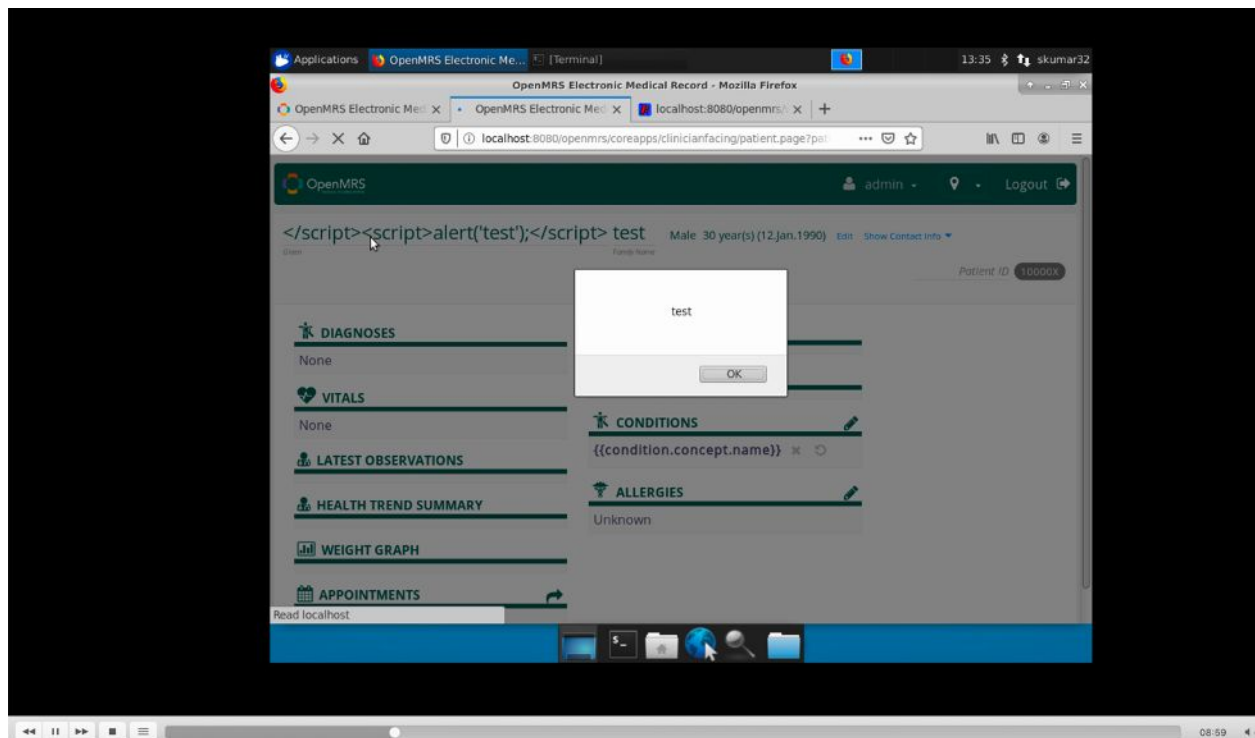 Applications OpenMRS Electronic Me... [Terminal] 13:35 skumar32
OpenMRS Electronic Medical Record - Mozilla Firefox
OpenMRS Electronic Med OpenMRS Electronic Med localhost:8080/openmrs/
localhost:8080/openmrs/coreapps/clinicianfacing/patient.page?pat
OpenMRS admin Logout
</script><script>alert('test');</script> test Male 30 year(s) (12.Jan.1990) Edit Show Contact Info
Given Family Name
Patient ID 10000X
test
OK
DIAGNOSES
None
VITALS
None
LATEST OBSERVATIONS
HEALTH TREND SUMMARY
WEIGHT GRAPH
APPOINTMENTS
CONDITIONS
{{condition.concept.name}}
ALLERGIES
Unknown
Read localhost
08:59